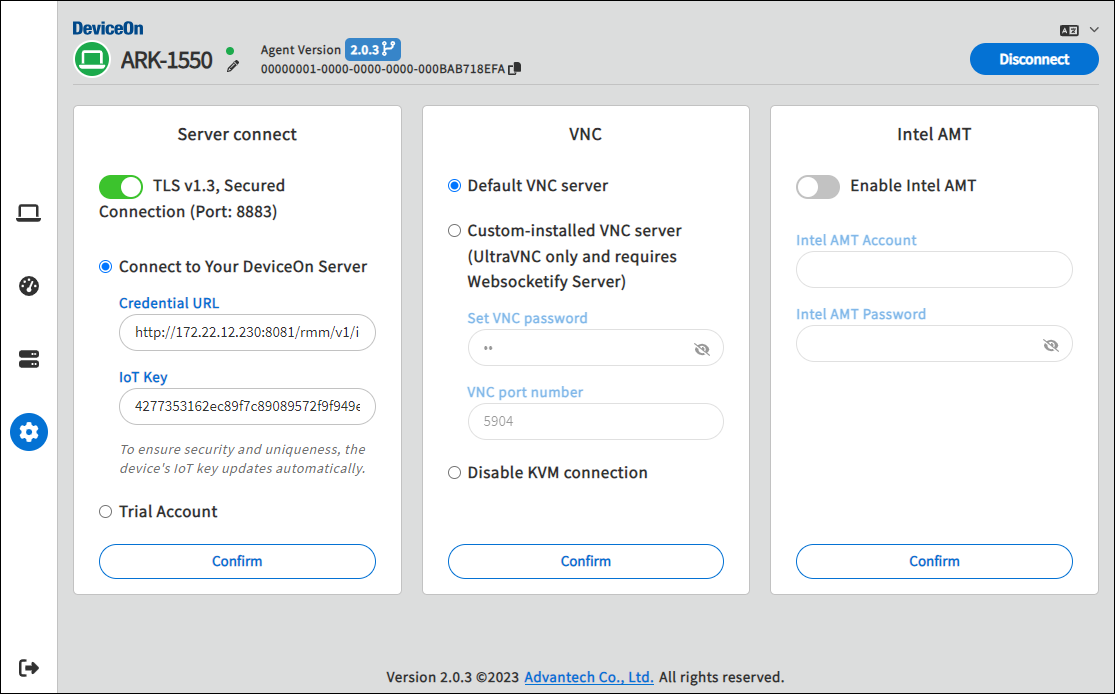 DeviceOn
ARK-1550
Agent Version 2.0.3
00000001-0000-0000-0000-000BAB718EFA
Disconnect
Server connect
TLS v1.3, Secured
Connection (Port: 8883)
Connect to Your DeviceOn Server
Credential URL
http://172.22.12.230:8081/rmm/v1/i
IoT Key
4277353162ec89f7c89089572f9f949e
To ensure security and uniqueness, the
device's IoT key updates automatically.
Trial Account
Confirm
VNC
Default VNC server
Custom-installed VNC server
(UltraVNC only and requires
Websocketify Server)
Set VNC password
••
VNC port number
5904
Disable KVM connection
Confirm
Intel AMT
Enable Intel AMT
Intel AMT Account
Intel AMT Password
Confirm
Version 2.0.3 ©2023 Advantech Co., Ltd. All rights reserved.